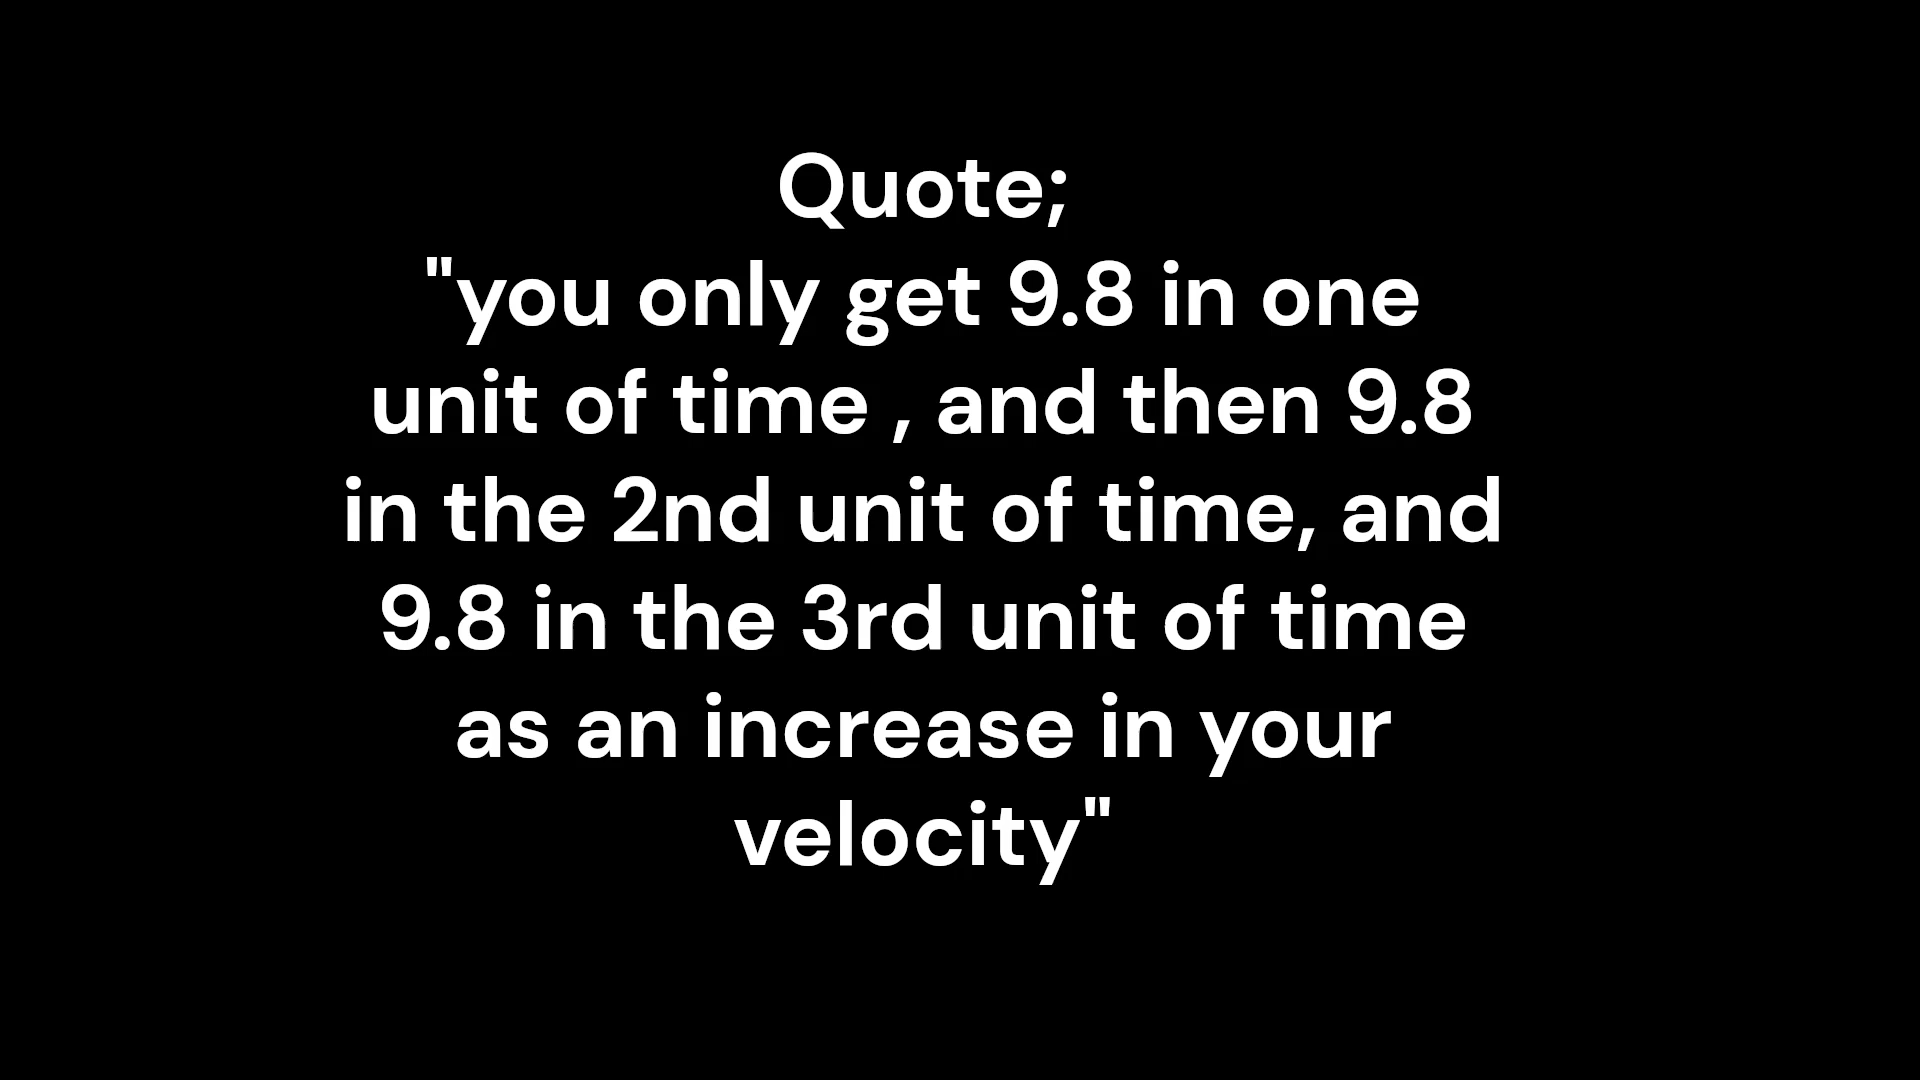 Quote;
"you only get 9.8 in one
unit of time , and then 9.8
in the 2nd unit of time, and
9.8 in the 3rd unit of time
as an increase in your
velocity"